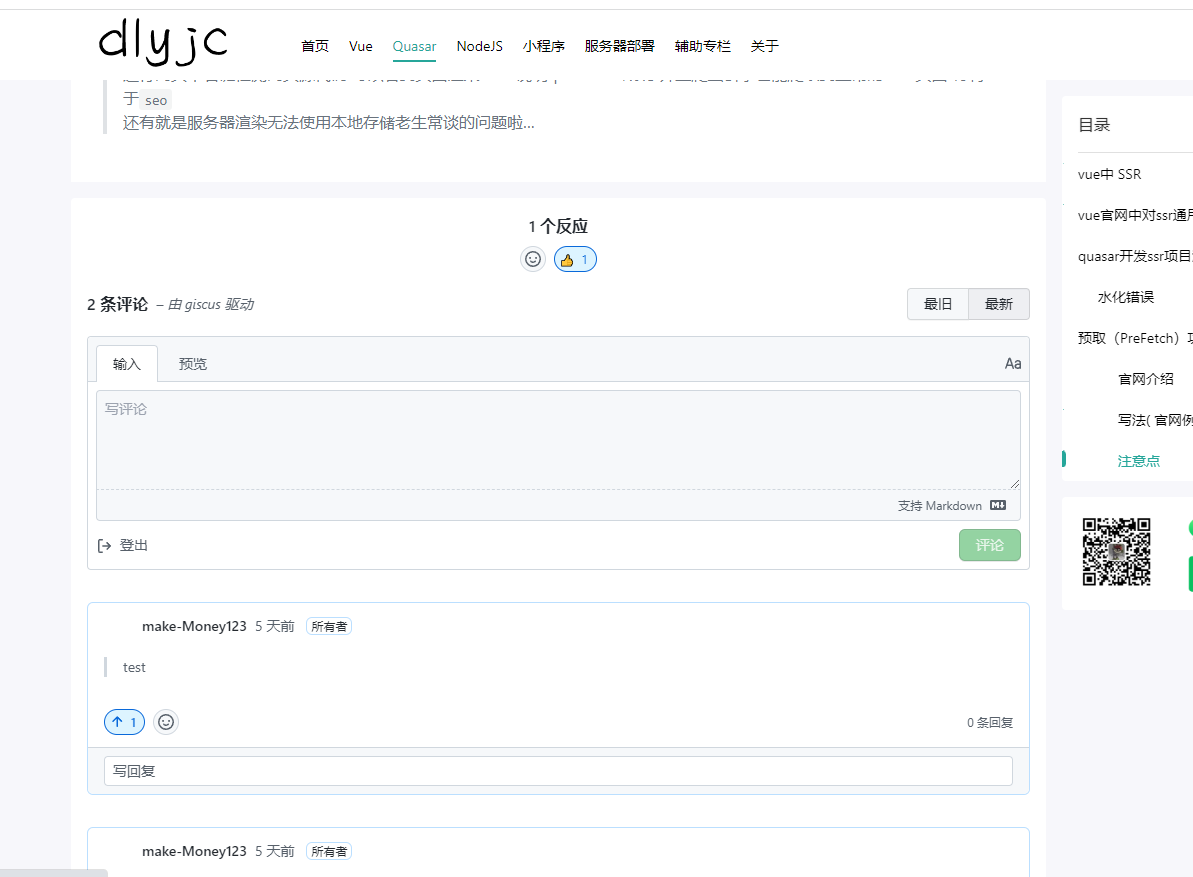 dlyjc
首页 Vue Quasar NodeJS 小程序 服务器部署 辅助专栏 关于
于 seo
还有就是服务器渲染无法使用本地存储老生常谈的问题啦...
1 个反应
👍 1
2 条评论 – 由 giscus 驱动
最旧 最新
输入 预览 Aa
写评论
支持 Markdown
登出 评论
make-Money123 5 天前 所有者
test
↑ 1 0 条回复
写回复
make-Money123 5 天前 所有者
目录
vue中 SSR
vue官网中对ssr通
quasar开发ssr项目
水化错误
预取（PreFetch）
官网介绍
写法( 官网例
注意点